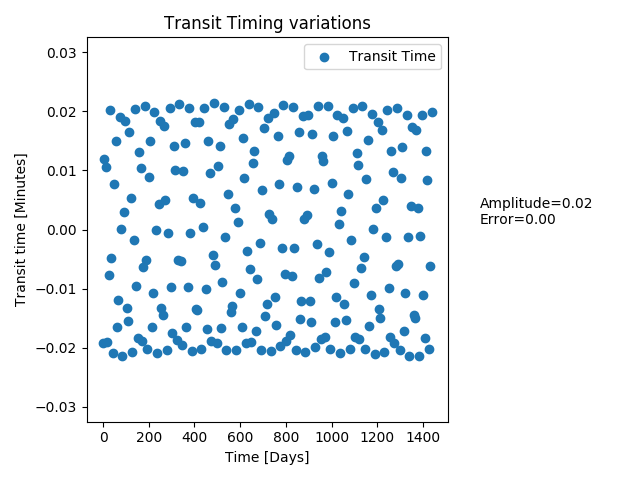 Transit Timing variations
Transit Time
0.03
0.02
0.01
0.00
−0.01
−0.02
−0.03
Transit time [Minutes]
Amplitude=0.02
Error=0.00
0 200 400 600 800 1000 1200 1400
Time [Days]